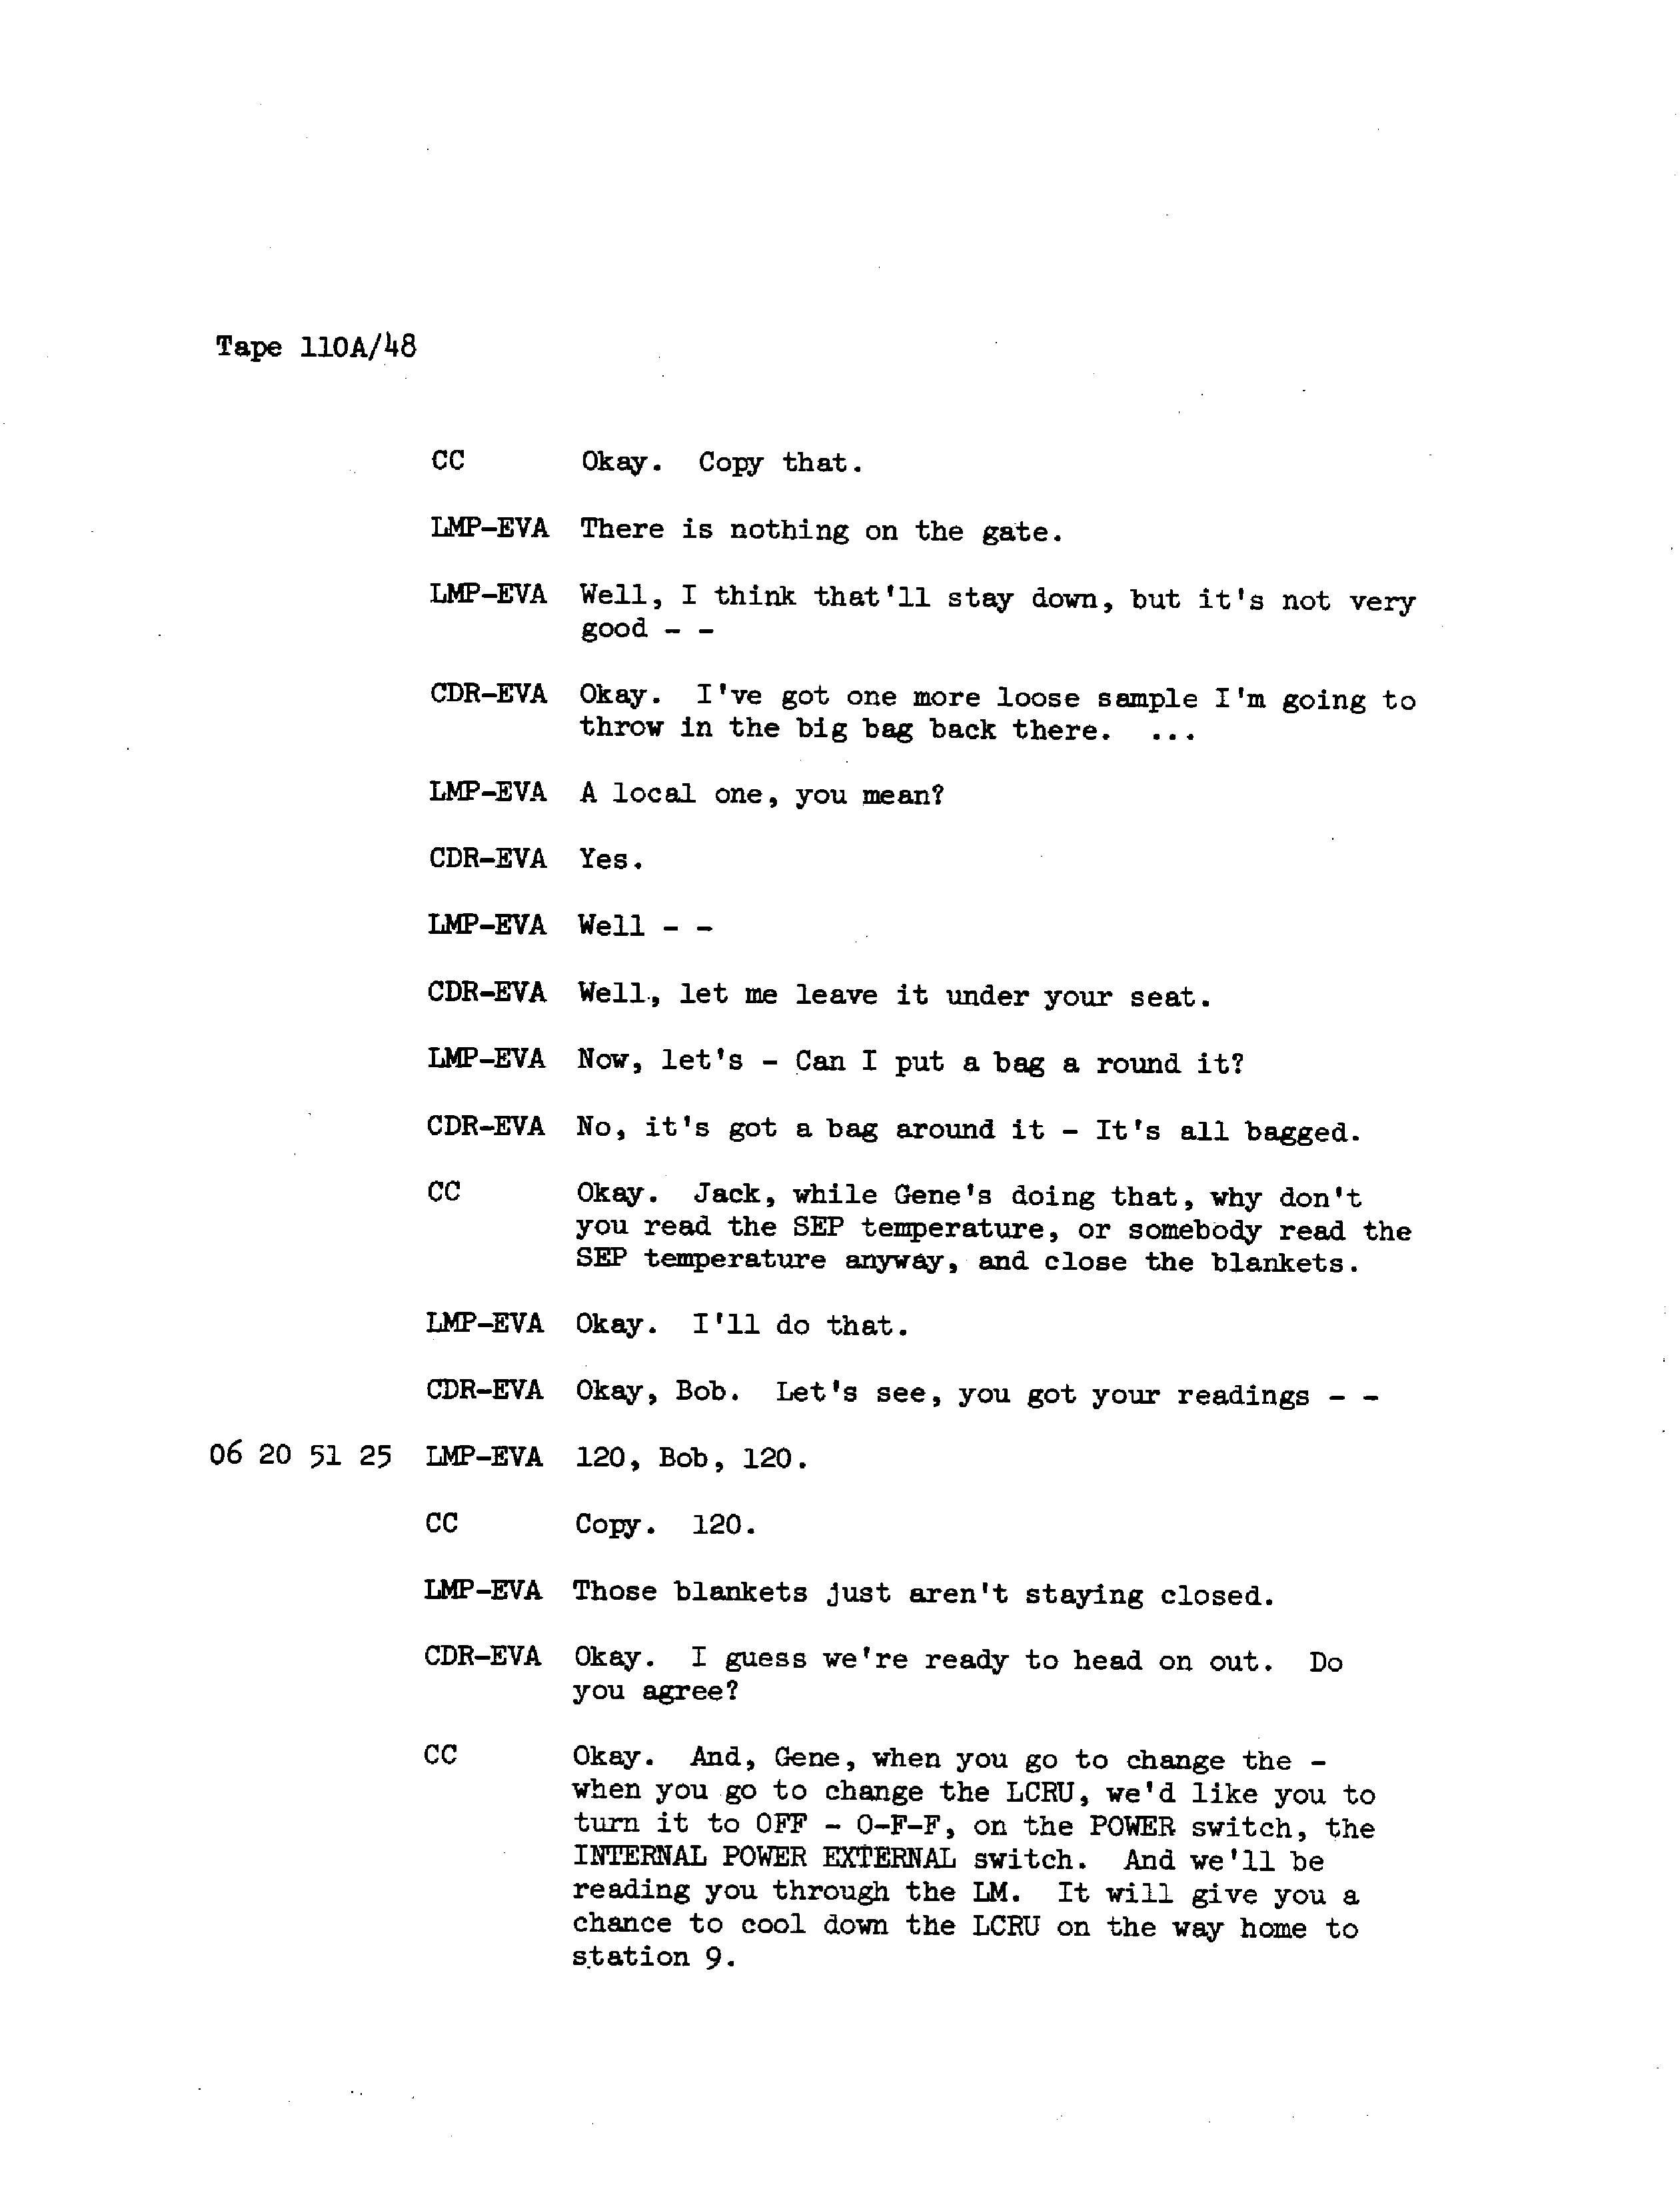 Tape 110A/48
CC Okay. Copy that.
LMP-EVA There is nothing on the gate.
LMP-EVA Well, I think that'll stay down, but it's not very
good - -
CDR-EVA Okay. I've got one more loose sample I'm going to
throw in the big bag back there. ...
LMP-EVA A local one, you mean?
CDR-EVA Yes.
LMP-EVA Well - -
CDR-EVA Well, let me leave it under your seat.
LMP-EVA Now, let's - Can I put a bag a round it?
CDR-EVA No, it's got a bag around it - It's all bagged.
CC Okay. Jack, while Gene's doing that, why don't
you read the SEP temperature, or somebody read the
SEP temperature anyway, and close the blankets.
LMP-EVA Okay. I'll do that.
CDR-EVA Okay, Bob. Let's see, you got your readings - -
06 20 51 25 LMP-EVA 120, Bob, 120.
CC Copy. 120.
LMP-EVA Those blankets just aren't staying closed.
CDR-EVA Okay. I guess we're ready to head on out. Do
you agree?
CC Okay. And, Gene, when you go to change the -
when you go to change the LCRU, we'd like you to
turn it to OFF - O-F-F, on the POWER switch, the
INTERNAL POWER EXTERNAL switch. And we'll be
reading you through the LM. It will give you a
chance to cool down the LCRU on the way home to
station 9.